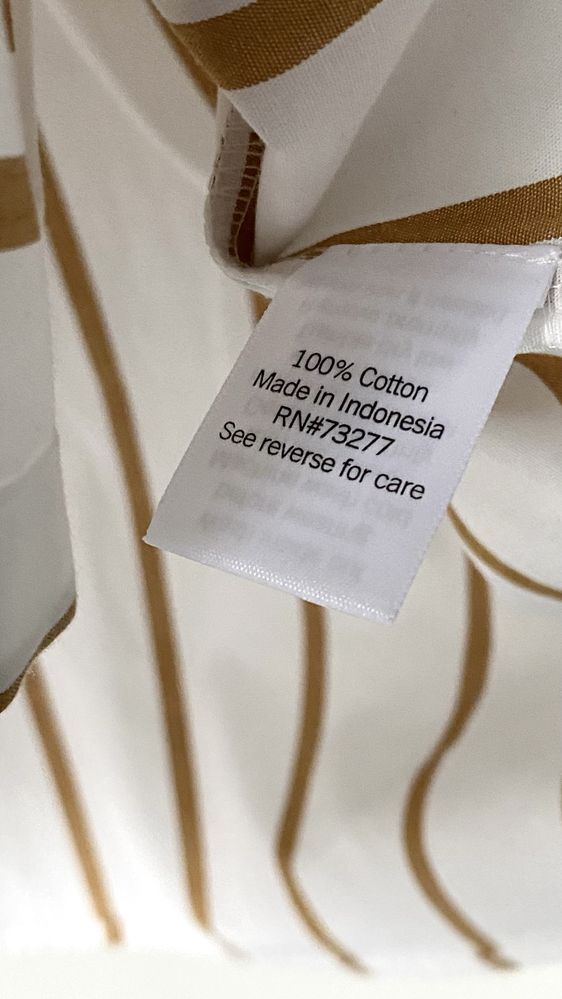 100% Cotton
Made in Indonesia
RN#73277
See reverse for care